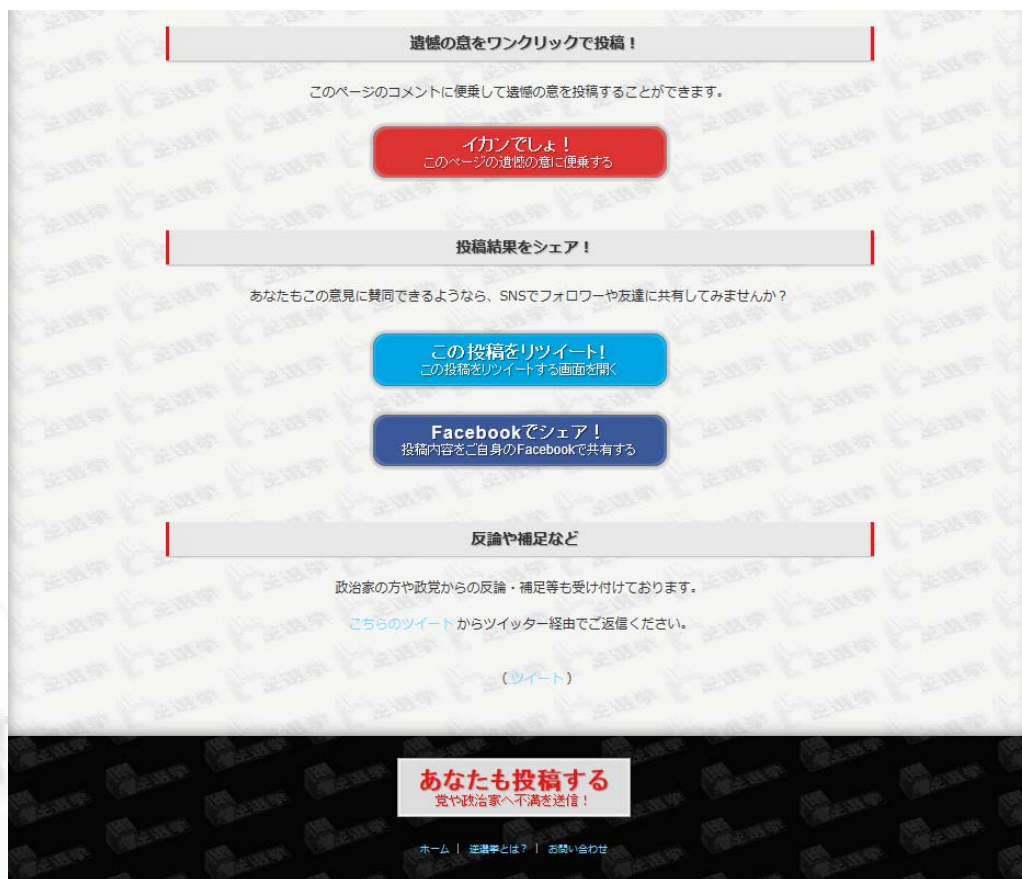 遺憾の意をワンクリックで投稿！
このページのコメントに便乗して遺憾の意を投稿することができます。
イカンでしょ！
このページの遺憾の意に便乗する
投稿結果をシェア！
あなたもこの意見に賛同できるようなら、SNSでフォロワーや友達に共有してみませんか？
この投稿をリツイート!
この投稿をリツイートする画面を開く
Facebookでシェア！
投稿内容をご自身のFacebookで共有する
反論や補足など
政治家の方や政党からの反論・補足等も受け付けております。
こちらのツイート からツイッター経由でご返信ください。
(ツイート)
あなたも投稿する
党や政治家へ不満を送信！
ホーム | 逆選挙とは？ | お問い合わせ